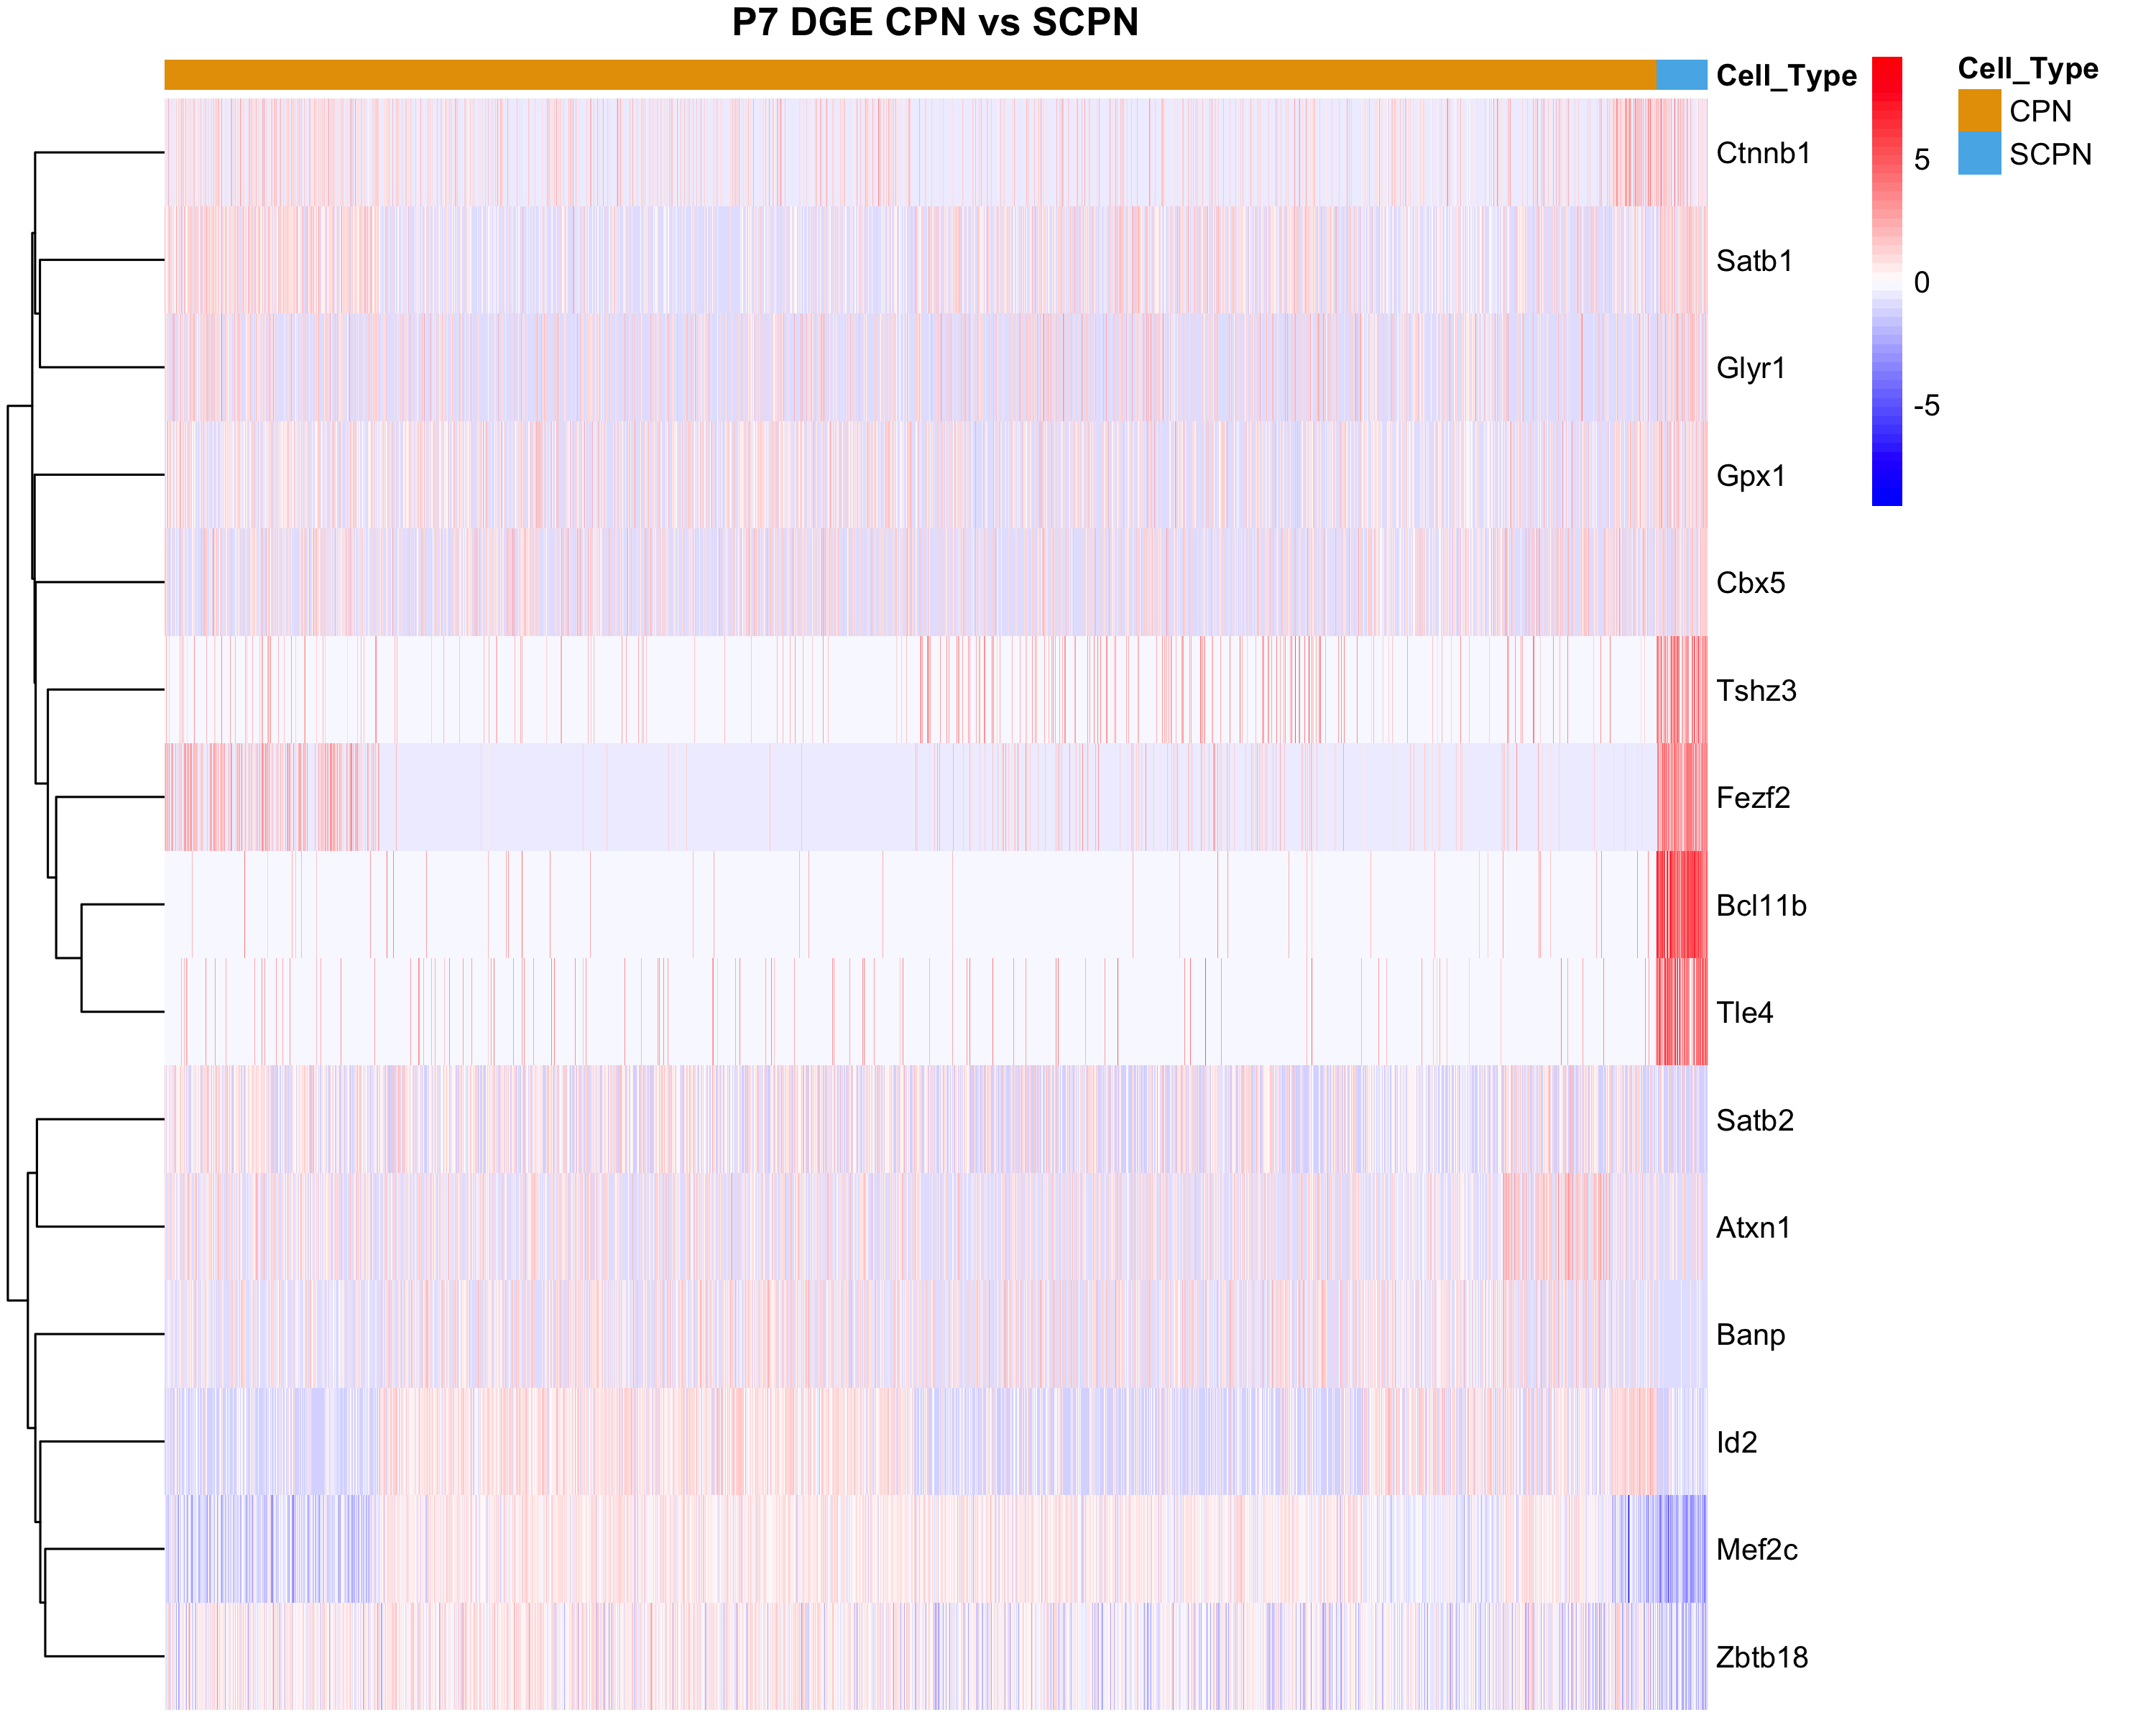 P7 DGE CPN vs SCPN
Cell_Type
Ctnnb1
Satb1
Glyr1
Gpx1
Cbx5
Tshz3
Fezf2
Bcl11b
Tle4
Satb2
Atxn1
Banp
Id2
Mef2c
Zbtb18
5
0
-5
Cell_Type
CPN
SCPN